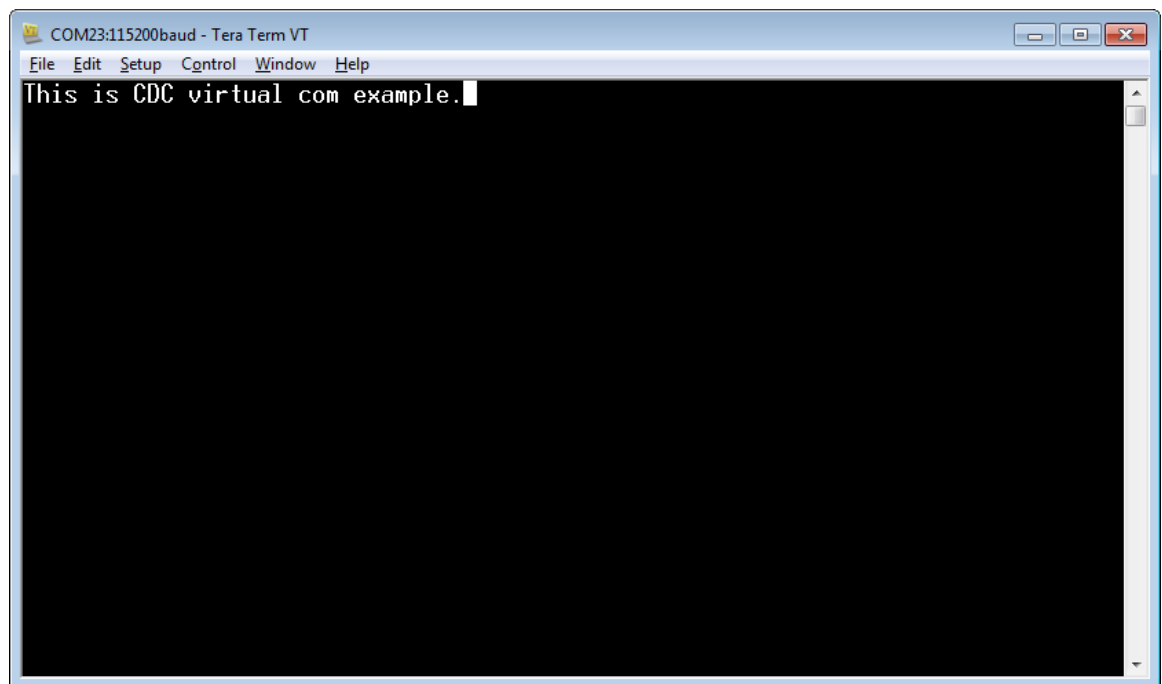 COM23:115200baud - Tera Term VT
File Edit Setup Control Window Help
This is CDC virtual com example.